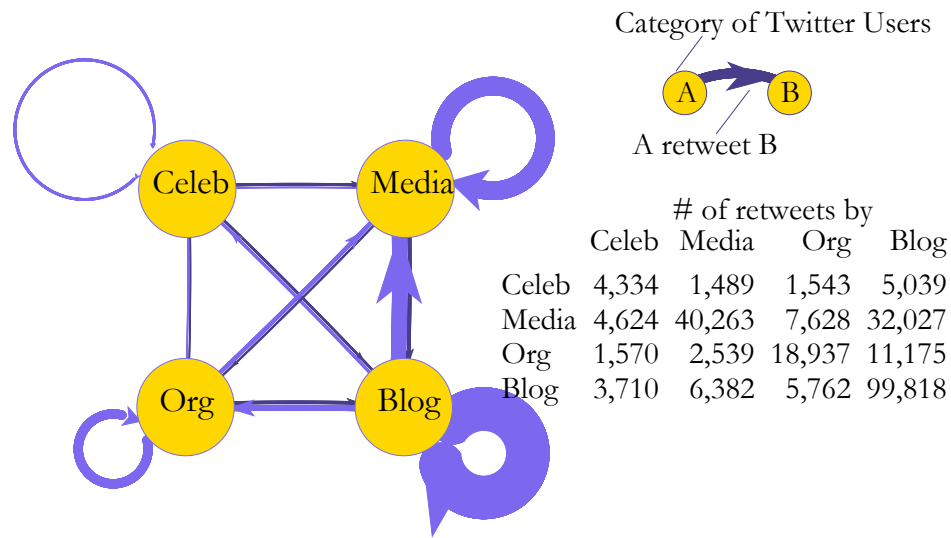 Category of Twitter Users
A B
A retweet B
Celeb Media
Org Blog
# of retweets by
Celeb Media Org Blog
Celeb 4,334 1,489 1,543 5,039
Media 4,624 40,263 7,628 32,027
Org 1,570 2,539 18,937 11,175
Blog 3,710 6,382 5,762 99,818